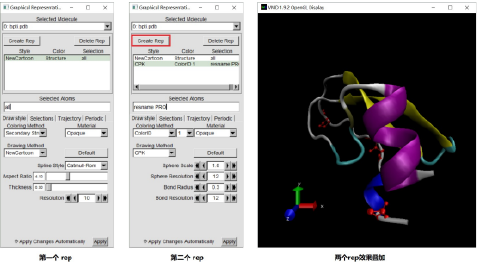 Graphical Representati...
Selected Molecule
0: bpti.pdb
Create Rep
Delete Rep
Style Color Selection
NewCartoon Structure all
Selected Atoms
all
Draw style Selections Trajectory Periodic
Coloring Method Material
Secondary Stru Opaque
Drawing Method
NewCartoon Default
Spline Style Catmull-Rom
Aspect Ratio 4.10
Thickness 0.30
Resolution 10
Apply Changes Automatically Apply
第一个 rep
Graphical Representati...
Selected Molecule
0: bpti.pdb
Create Rep
Delete Rep
Style Color Selection
NewCartoon Structure all
CPK ColorID 1 resname PRO
Selected Atoms
resname PRO
Draw style Selections Trajectory Periodic
Coloring Method Material
ColorID 1 Opaque
Drawing Method
CPK Default
Sphere Scale 1.0
Sphere Resolution
Bond Radius 0.3
Bond Resolution 12
Apply Changes Automatically Apply
第二个 rep
VMD 1.9.2 OpenGL Display
Y
X
Z
两个rep效果叠加